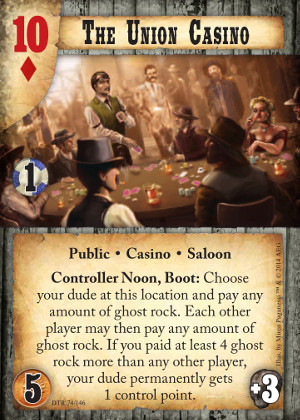 10
The Union Casino
1
Public • Casino • Saloon
Controller Noon, Boot: Choose
your dude at this location and pay any
amount of ghost rock. Each other
player may then pay any amount of
ghost rock. If you paid at least 4 ghost
rock more than any other player,
your dude permanently gets
1 control point.
5
DTR 74/146
+3